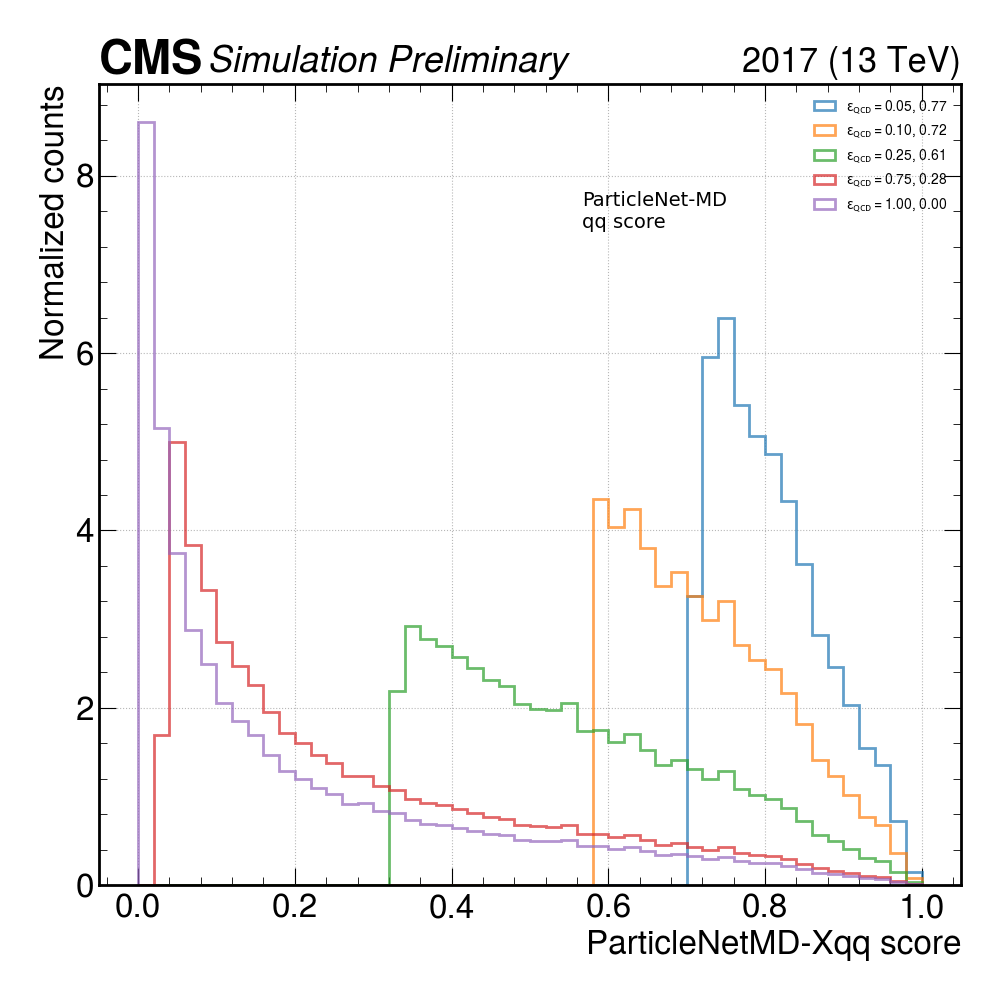 CMS Simulation Preliminary 2017 (13 TeV)
Normalized counts
8
6
4
2
0
ε_QCD = 0.05, 0.77
ε_QCD = 0.10, 0.72
ε_QCD = 0.25, 0.61
ε_QCD = 0.75, 0.28
ε_QCD = 1.00, 0.00
ParticleNet-MD
qq score
0.0 0.2 0.4 0.6 0.8 1.0
ParticleNetMD-Xqq score